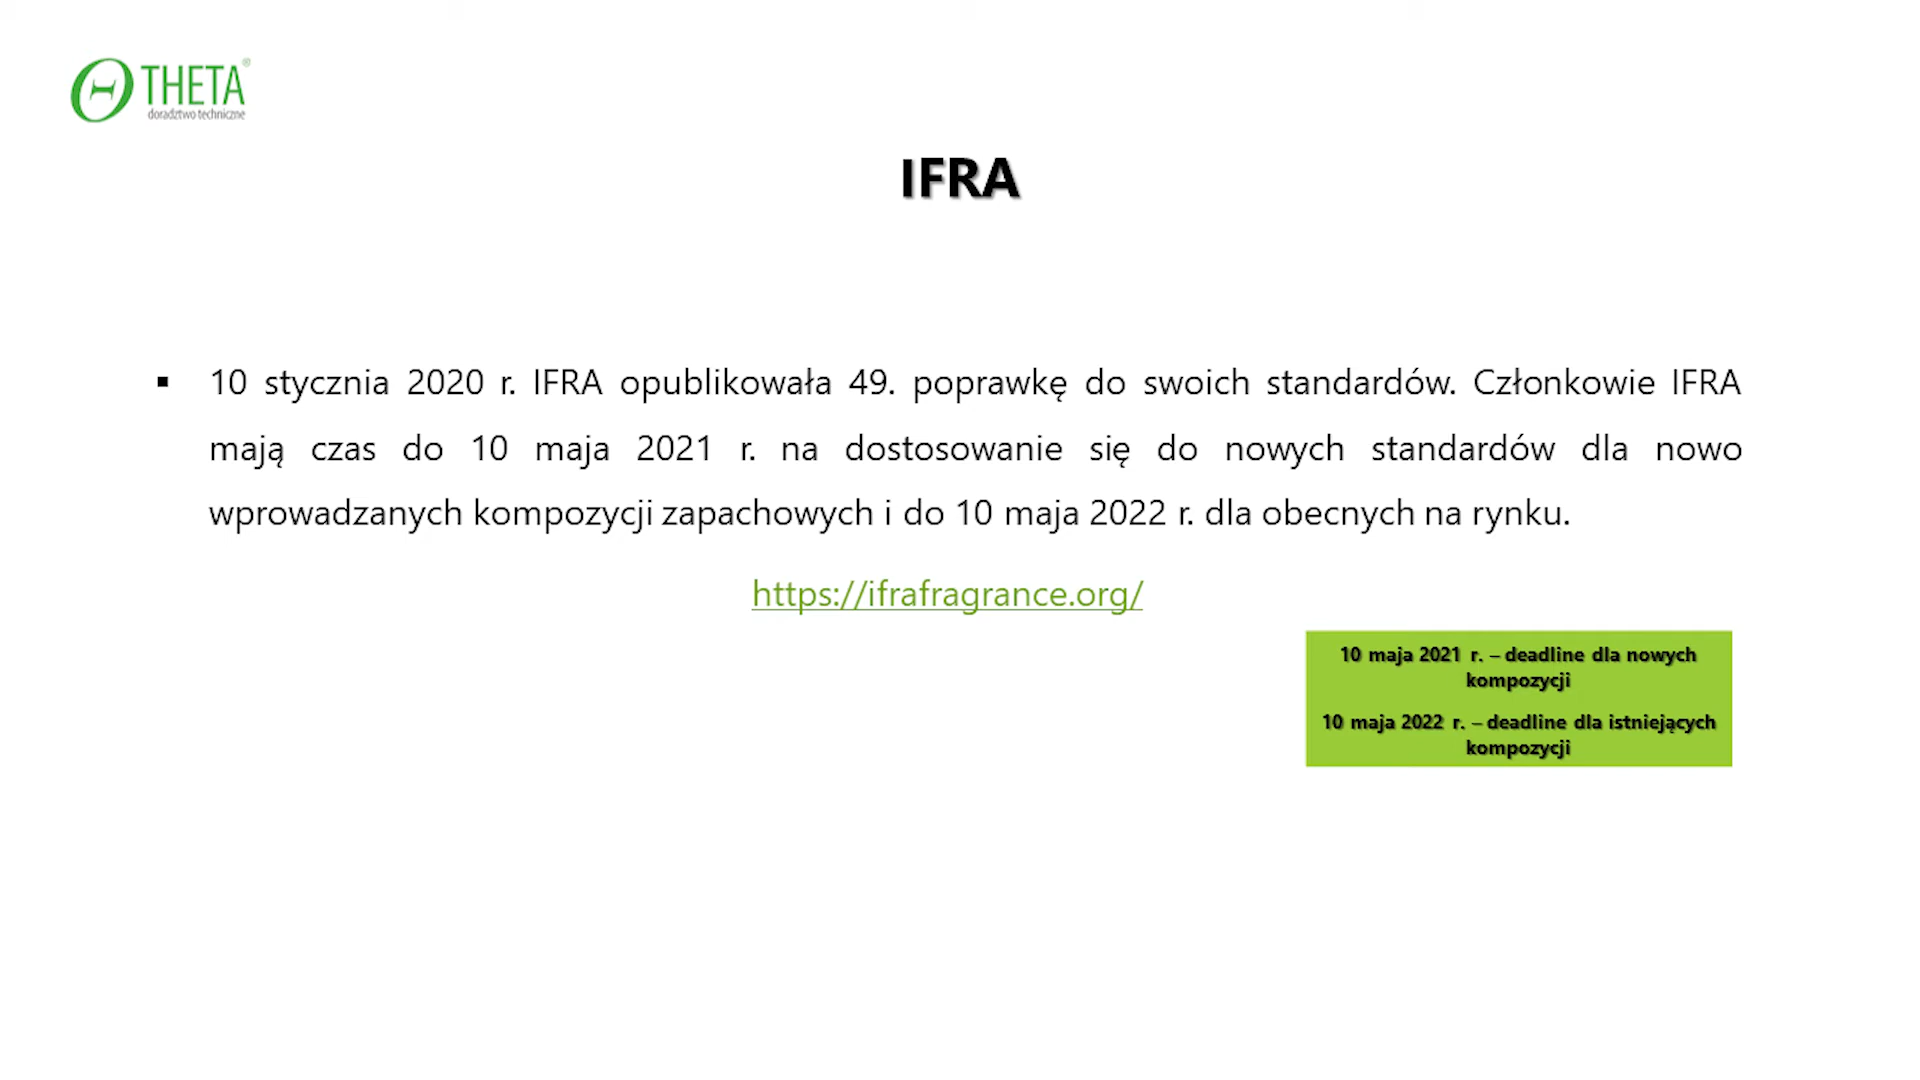 THETA®
doradztwo techniczne
IFRA
▪ 10 stycznia 2020 r. IFRA opublikowała 49. poprawkę do swoich standardów. Członkowie IFRA
mają czas do 10 maja 2021 r. na dostosowanie się do nowych standardów dla nowo
wprowadzanych kompozycji zapachowych i do 10 maja 2022 r. dla obecnych na rynku.
https://ifrafragrance.org/
10 maja 2021 r. – deadline dla nowych
kompozycji
10 maja 2022 r. – deadline dla istniejących
kompozycji